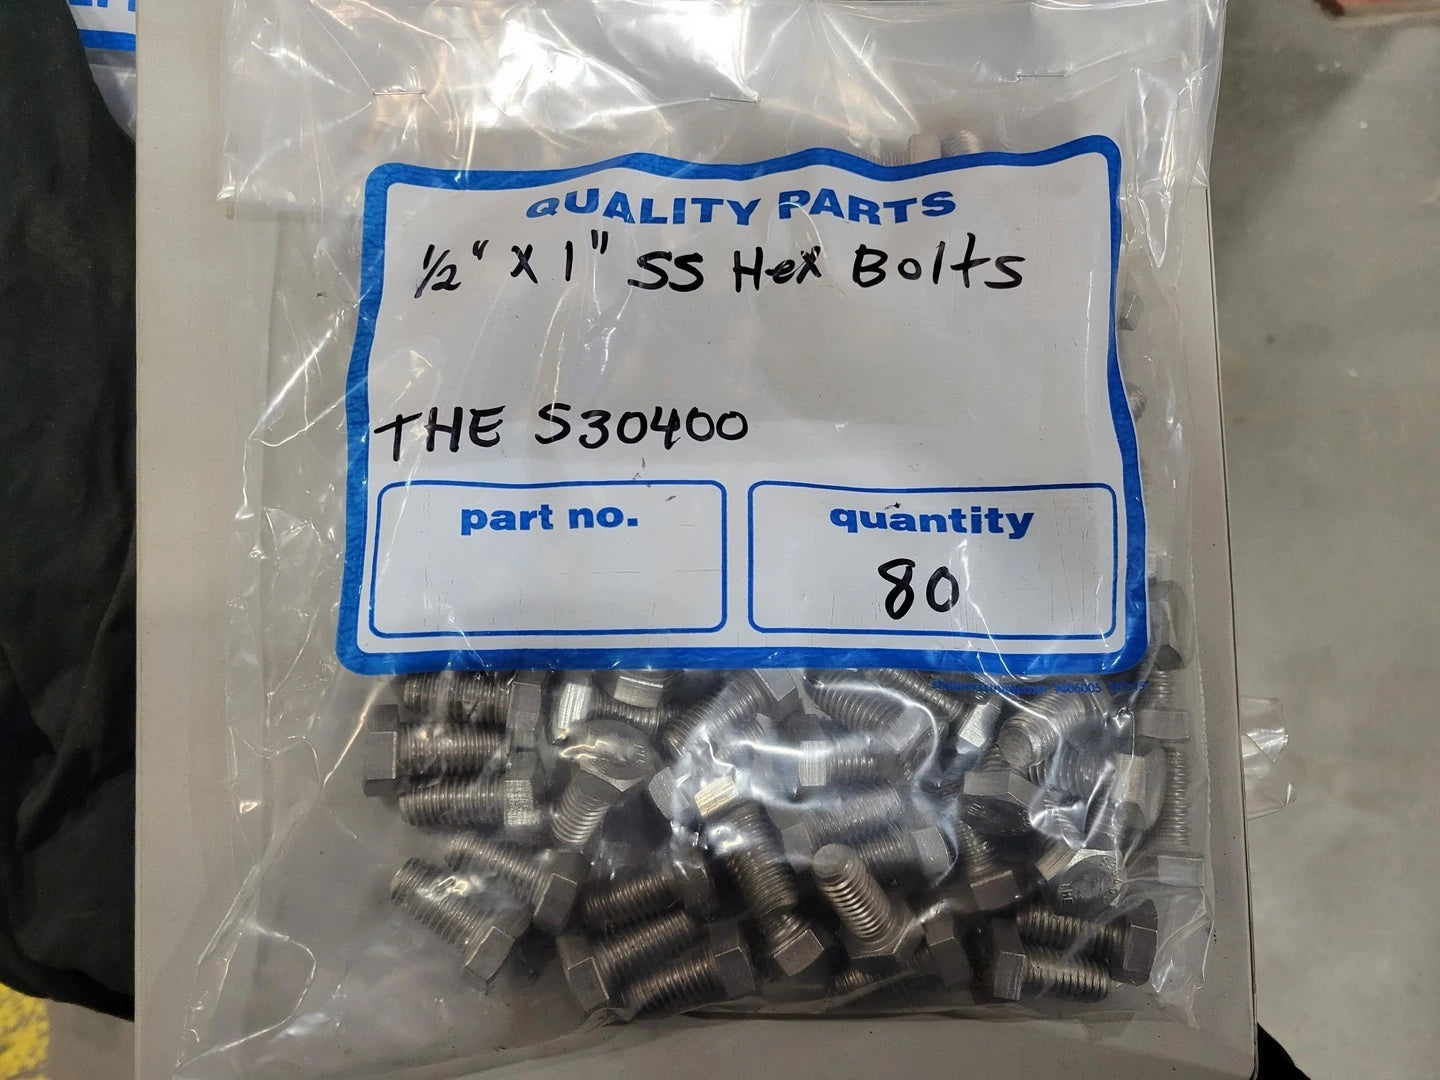 QUALITY PARTS
1/2" X 1" SS Hex Bolts
THE S30400
part no.
quantity
80